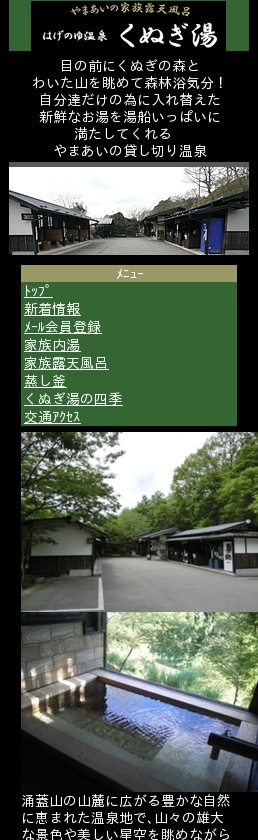 やまあいの家族露天風呂
はげのゆ温泉 くぬぎ湯
目の前にくぬぎの森と
わいた山を眺めて森林浴気分！
自分達だけの為に入れ替えた
新鮮なお湯を湯船いっぱいに
満たしてくれる
やまあいの貸し切り温泉
ﾒﾆｭｰ
ﾄｯﾌﾟ
新着情報
ﾒｰﾙ会員登録
家族内湯
家族露天風呂
蒸し釜
くぬぎ湯の四季
交通ｱｸｾｽ
涌蓋山の山麓に広がる豊かな自然
に恵まれた温泉地で､山々の雄大
な景色や美しい星空を眺めながら